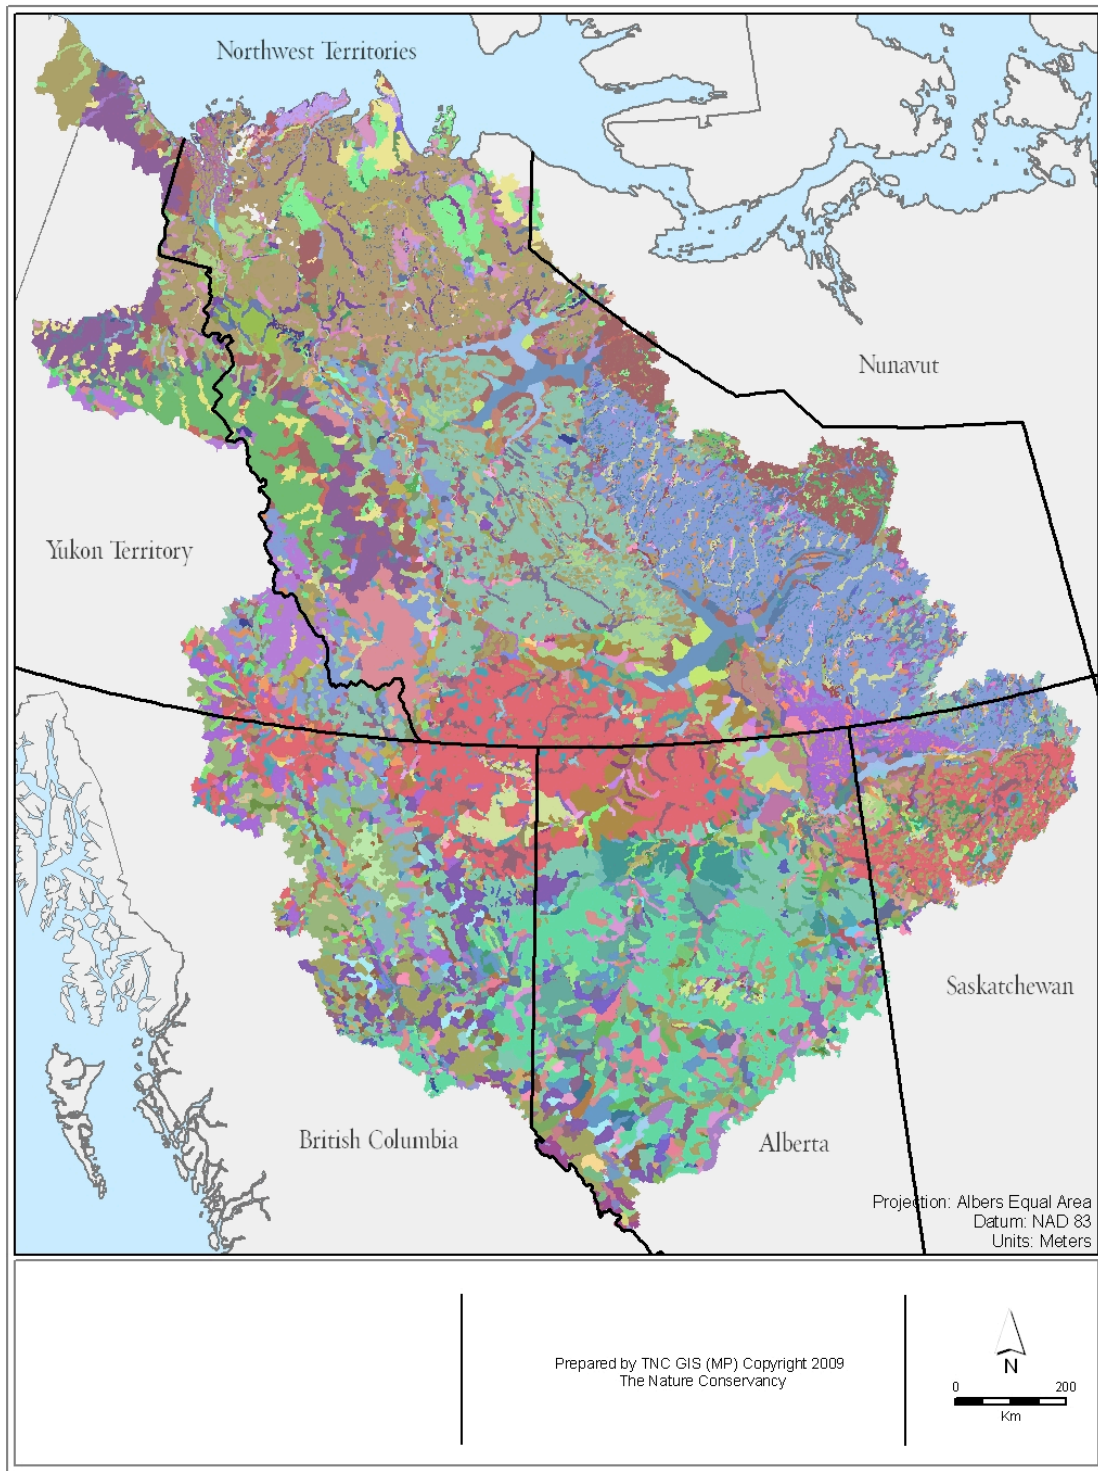 Northwest Territories
Nunavut
Yukon Territory
Saskatchewan
British Columbia
Alberta
Projection: Albers Equal Area
Datum: NAD 83
Units: Meters
Prepared by TNC GIS (MP) Copyright 2009
The Nature Conservancy
N
0 200
Km